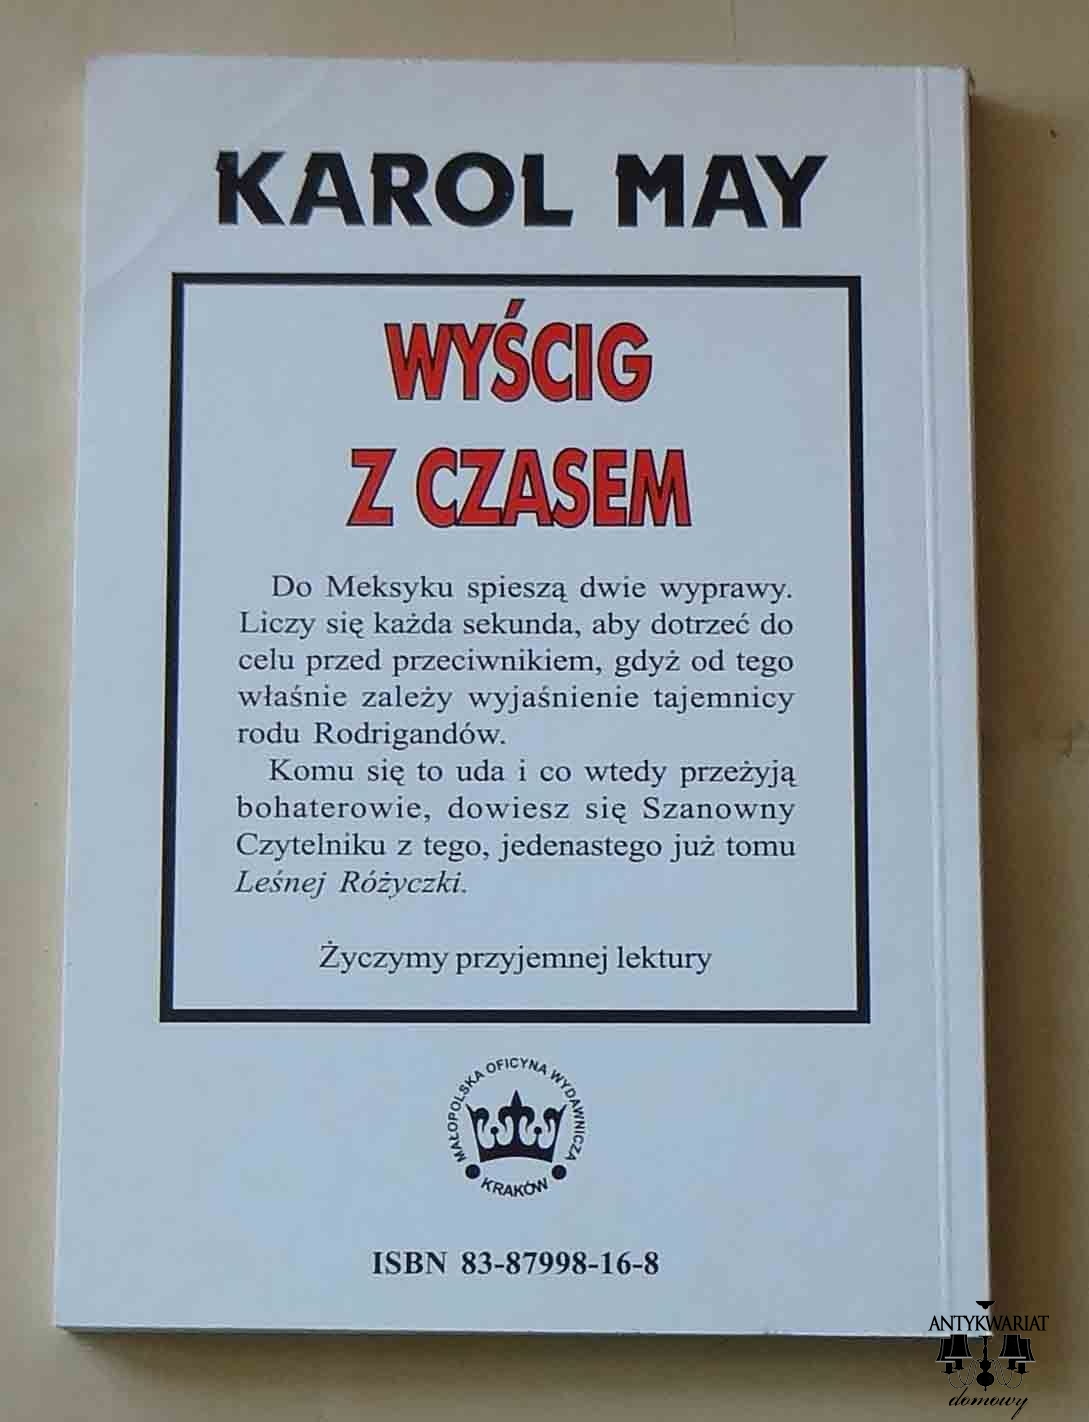 KAROL MAY
WYŚCIG
Z CZASEM
Do Meksyku spieszą dwie wyprawy.
Liczy się każda sekunda, aby dotrzeć do
celu przed przeciwnikiem, gdyż od tego
właśnie zależy wyjaśnienie tajemnicy
rodu Rodrigandów.
Komu się to uda i co wtedy przeżyją
bohaterowie, dowiesz się Szanowny
Czytelniku z tego, jedenastego już tomu
Leśnej Różyczki.
Życzymy przyjemnej lektury
MAŁOPOLSKA OFICYNA WYDAWNICZA
KRAKÓW
ISBN 83-87998-16-8
ANTYKWARIAT
domowy